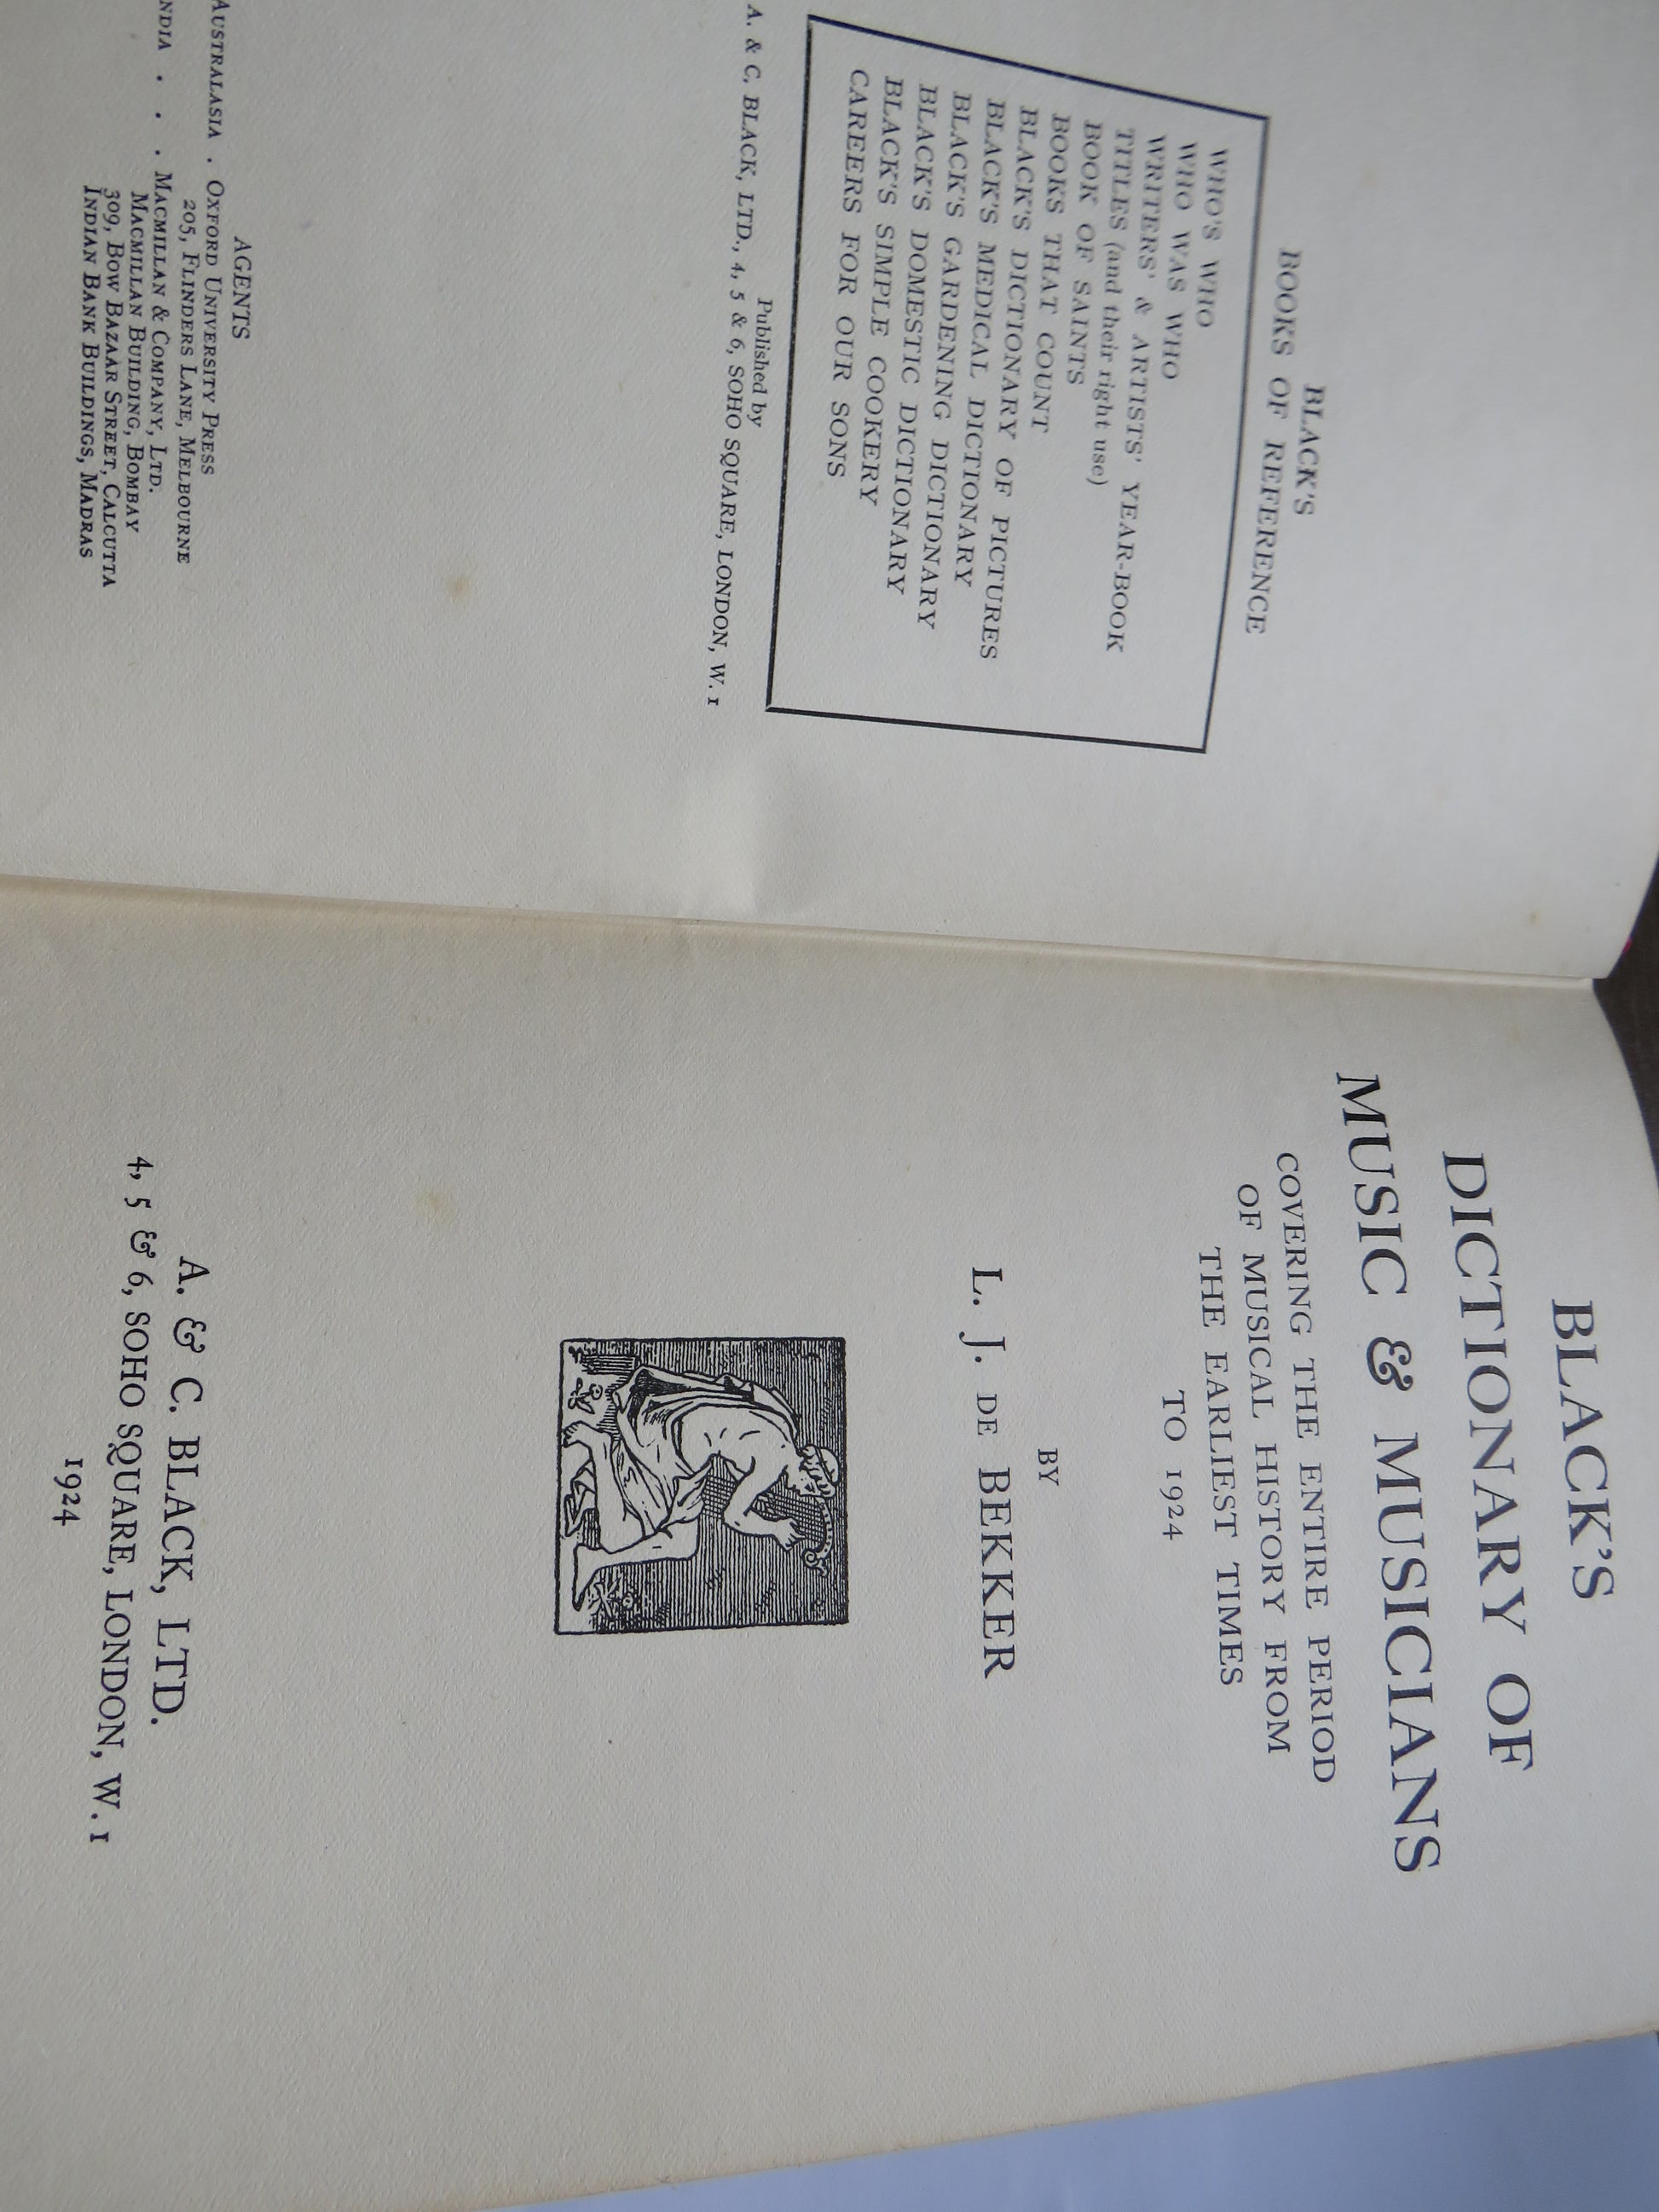 BLACK'S
BOOKS OF REFERENCE
WHO'S WHO
WHO WAS WHO
WRITERS' & ARTISTS' YEAR-BOOK
TITLES (and their right use)
BOOK OF SAINTS
BOOKS THAT COUNT
BLACK'S DICTIONARY OF PICTURES
BLACK'S MEDICAL DICTIONARY
BLACK'S GARDENING DICTIONARY
BLACK'S DOMESTIC DICTIONARY
BLACK'S SIMPLE COOKERY
CAREERS FOR OUR SONS
Published by
A. & C. BLACK, LTD., 4, 5 & 6, SOHO SQUARE, LONDON, W. 1
AGENTS
AUSTRALASIA . OXFORD UNIVERSITY PRESS
205, FLINDERS LANE, MELBOURNE
NDIA . . . MACMILLAN & COMPANY, LTD.
MACMILLAN BUILDING, BOMBAY
309, BOW BAZAAR STREET, CALCUTTA
INDIAN BANK BUILDINGS, MADRAS
BLACK'S
DICTIONARY OF
MUSIC & MUSICIANS
COVERING THE ENTIRE PERIOD
OF MUSICAL HISTORY FROM
THE EARLIEST TIMES
TO 1924
BY
L. J. DE BEKKER
A. & C. BLACK, LTD.
4, 5 & 6, SOHO SQUARE, LONDON, W. 1
1924